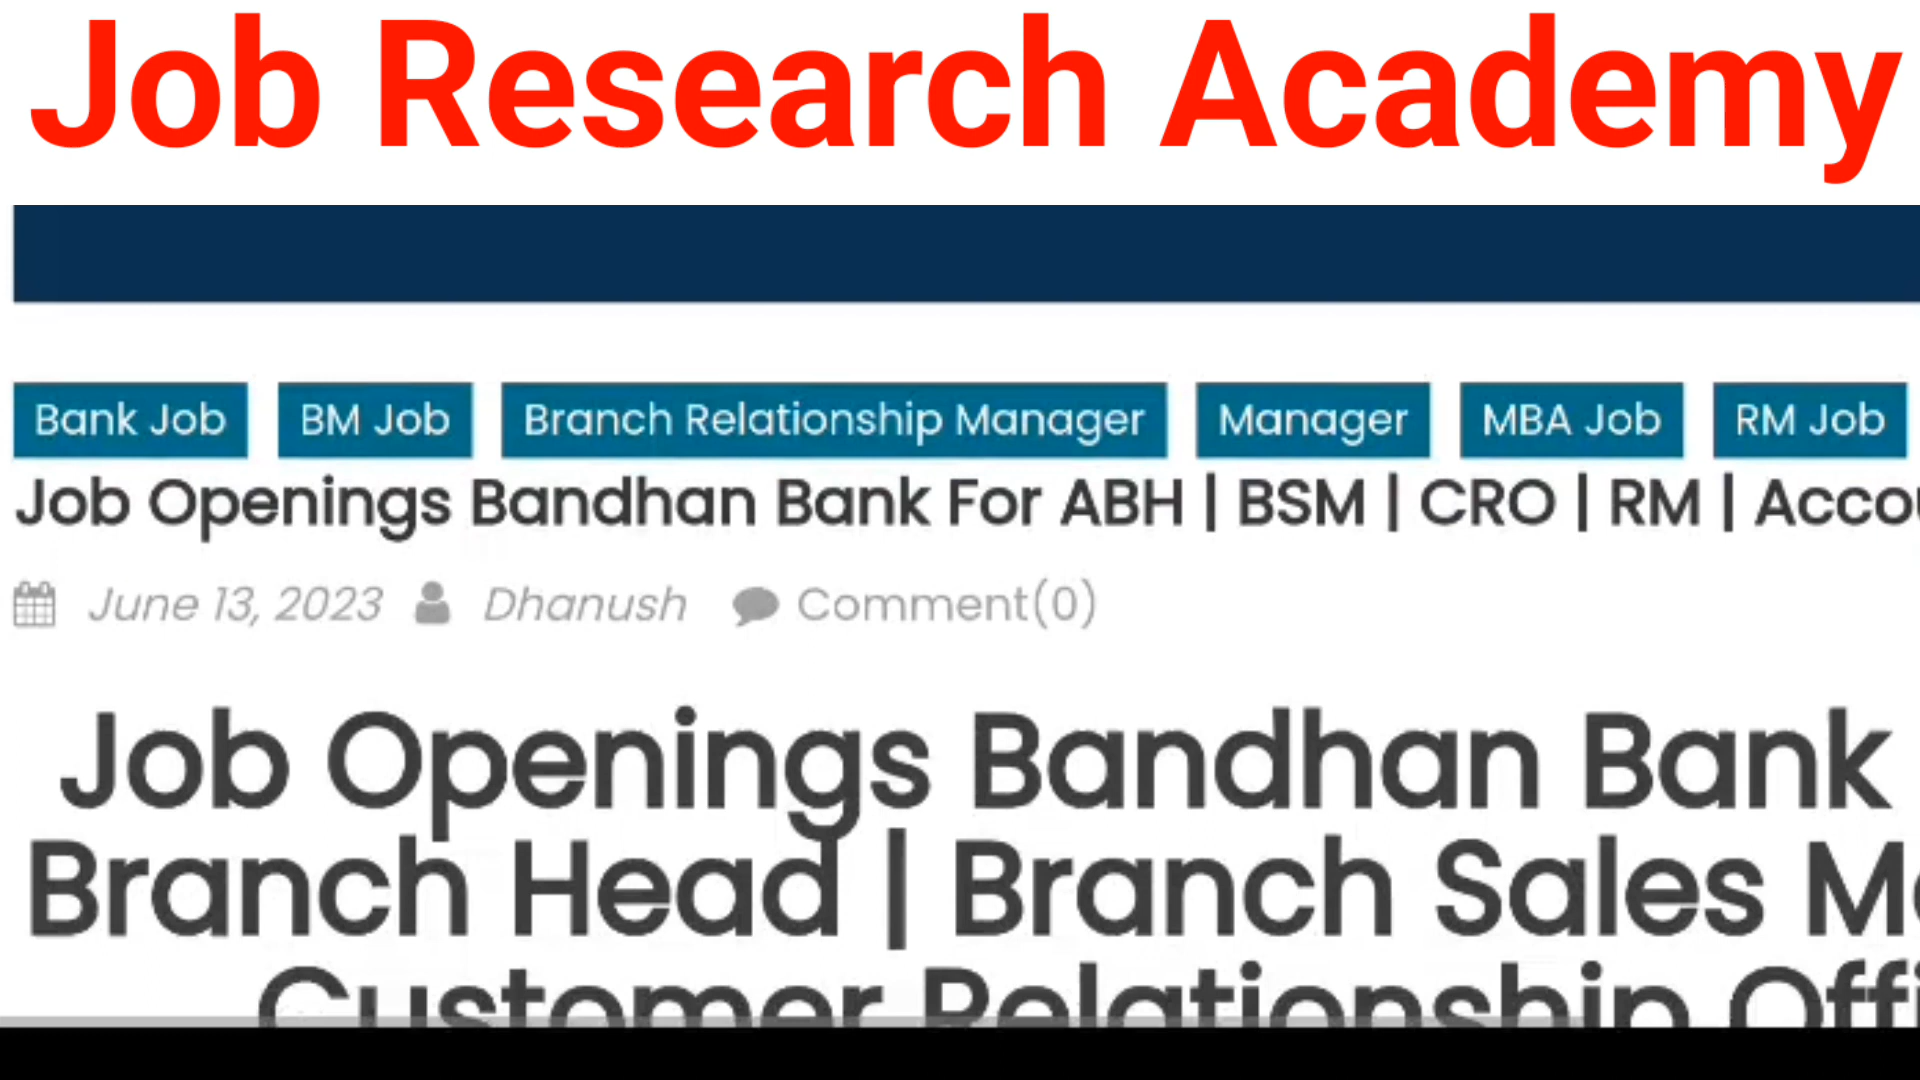 Job Research Academy
Bank Job BM Job Branch Relationship Manager Manager MBA Job RM Job
Job Openings Bandhan Bank For ABH | BSM | CRO | RM |
June 13, 2023 Dhanush Comment(0)
Job Openings Bandhan Bank
Branch Head | Branch Sales
Customer Relationship